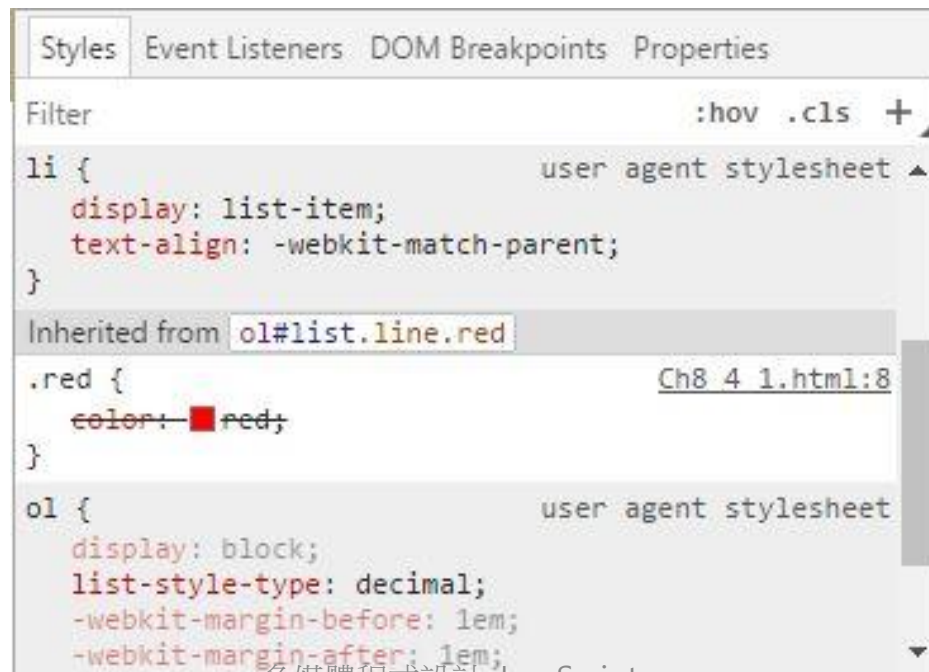 Styles Event Listeners DOM Breakpoints Properties
Filter :hov .cls +
li { user agent stylesheet
display: list-item;
text-align: -webkit-match-parent;
}
Inherited from ol#list.line.red
.red { Ch8_4_1.html:8
color: red;
}
ol { user agent stylesheet
display: block;
list-style-type: decimal;
-webkit-margin-before: 1em;
-webkit-margin-after: 1em;